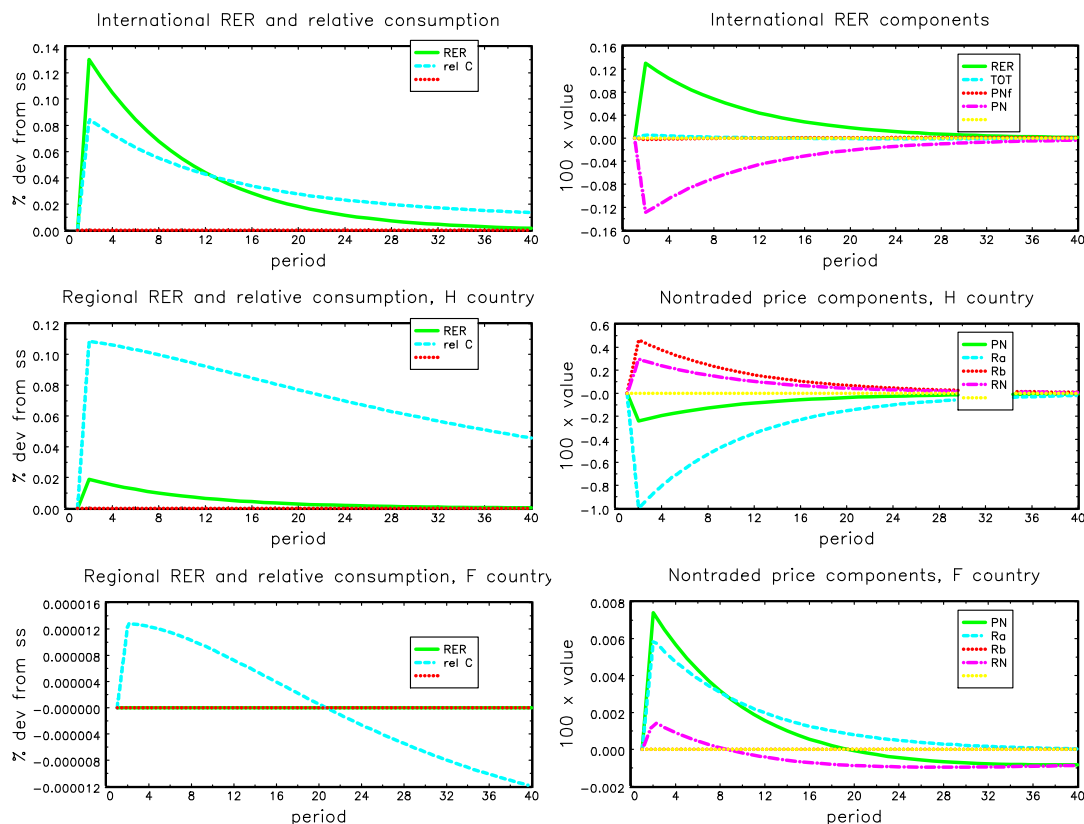 International RER and relative consumption
% dev from ss
0.14
0.12
0.10
0.08
0.06
0.04
0.02
0.00
RER
rel C
0 4 8 12 16 20 24 28 32 36 40
period
International RER components
100 x value
0.16
0.12
0.08
0.04
0.00
-0.04
-0.08
-0.12
-0.16
RER
TOT
PNf
PN
0 4 8 12 16 20 24 28 32 36 40
period
Regional RER and relative consumption, H country
% dev from ss
0.12
0.10
0.08
0.06
0.04
0.02
0.00
RER
rel C
0 4 8 12 16 20 24 28 32 36 40
period
Nontraded price components, H country
100 x value
0.6
0.4
0.2
-0.0
-0.2
-0.4
-0.6
-0.8
-1.0
PN
Ra
Rb
RN
0 4 8 12 16 20 24 28 32 36 40
period
Regional RER and relative consumption, F country
% dev from ss
0.000016
0.000012
0.000008
0.000004
-0.000000
-0.000004
-0.000008
-0.000012
RER
rel C
0 4 8 12 16 20 24 28 32 36 40
period
Nontraded price components, F country
100 x value
0.008
0.006
0.004
0.002
0.000
-0.002
PN
Ra
Rb
RN
0 4 8 12 16 20 24 28 32 36 40
period